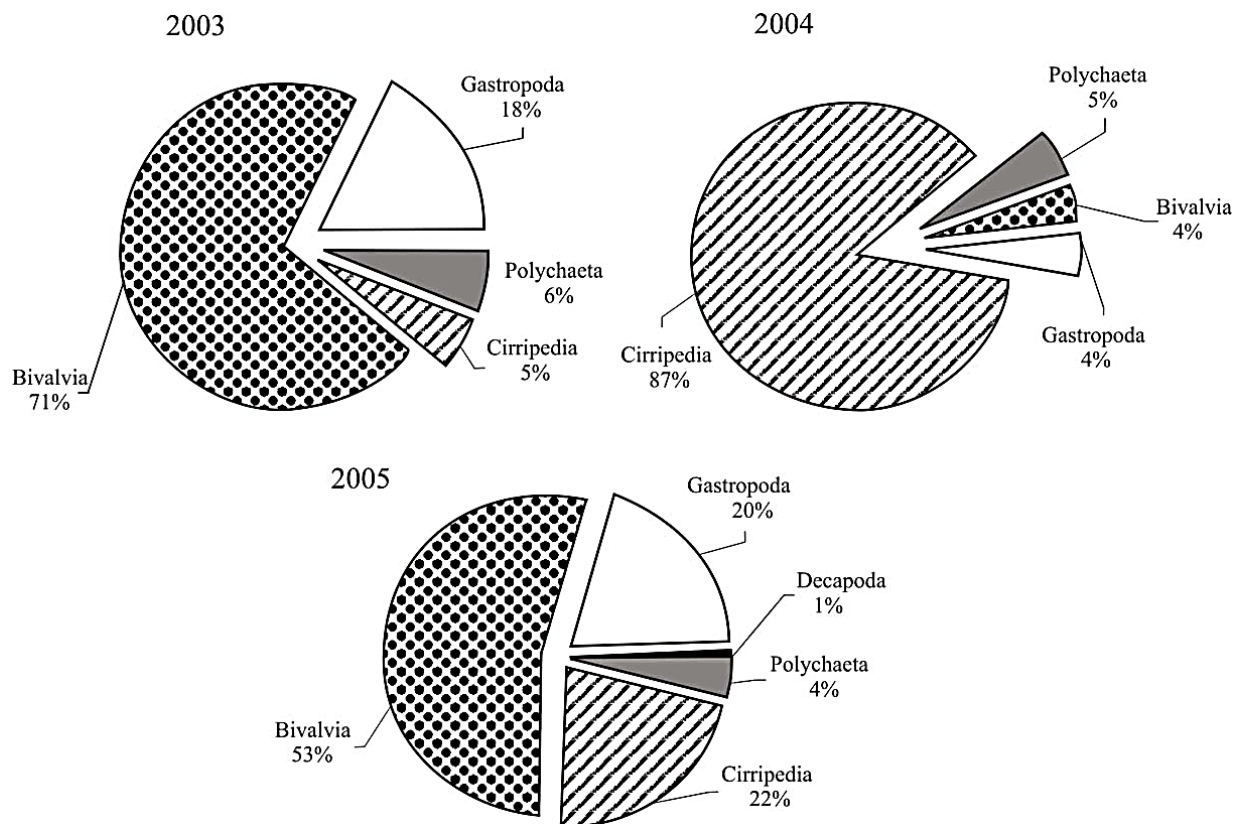 2003
Gastropoda
18%
Polychaeta
6%
Cirripedia
5%
Bivalvia
71%
2004
Polychaeta
5%
Bivalvia
4%
Gastropoda
4%
Cirripedia
87%
2005
Gastropoda
20%
Decapoda
1%
Polychaeta
4%
Cirripedia
22%
Bivalvia
53%